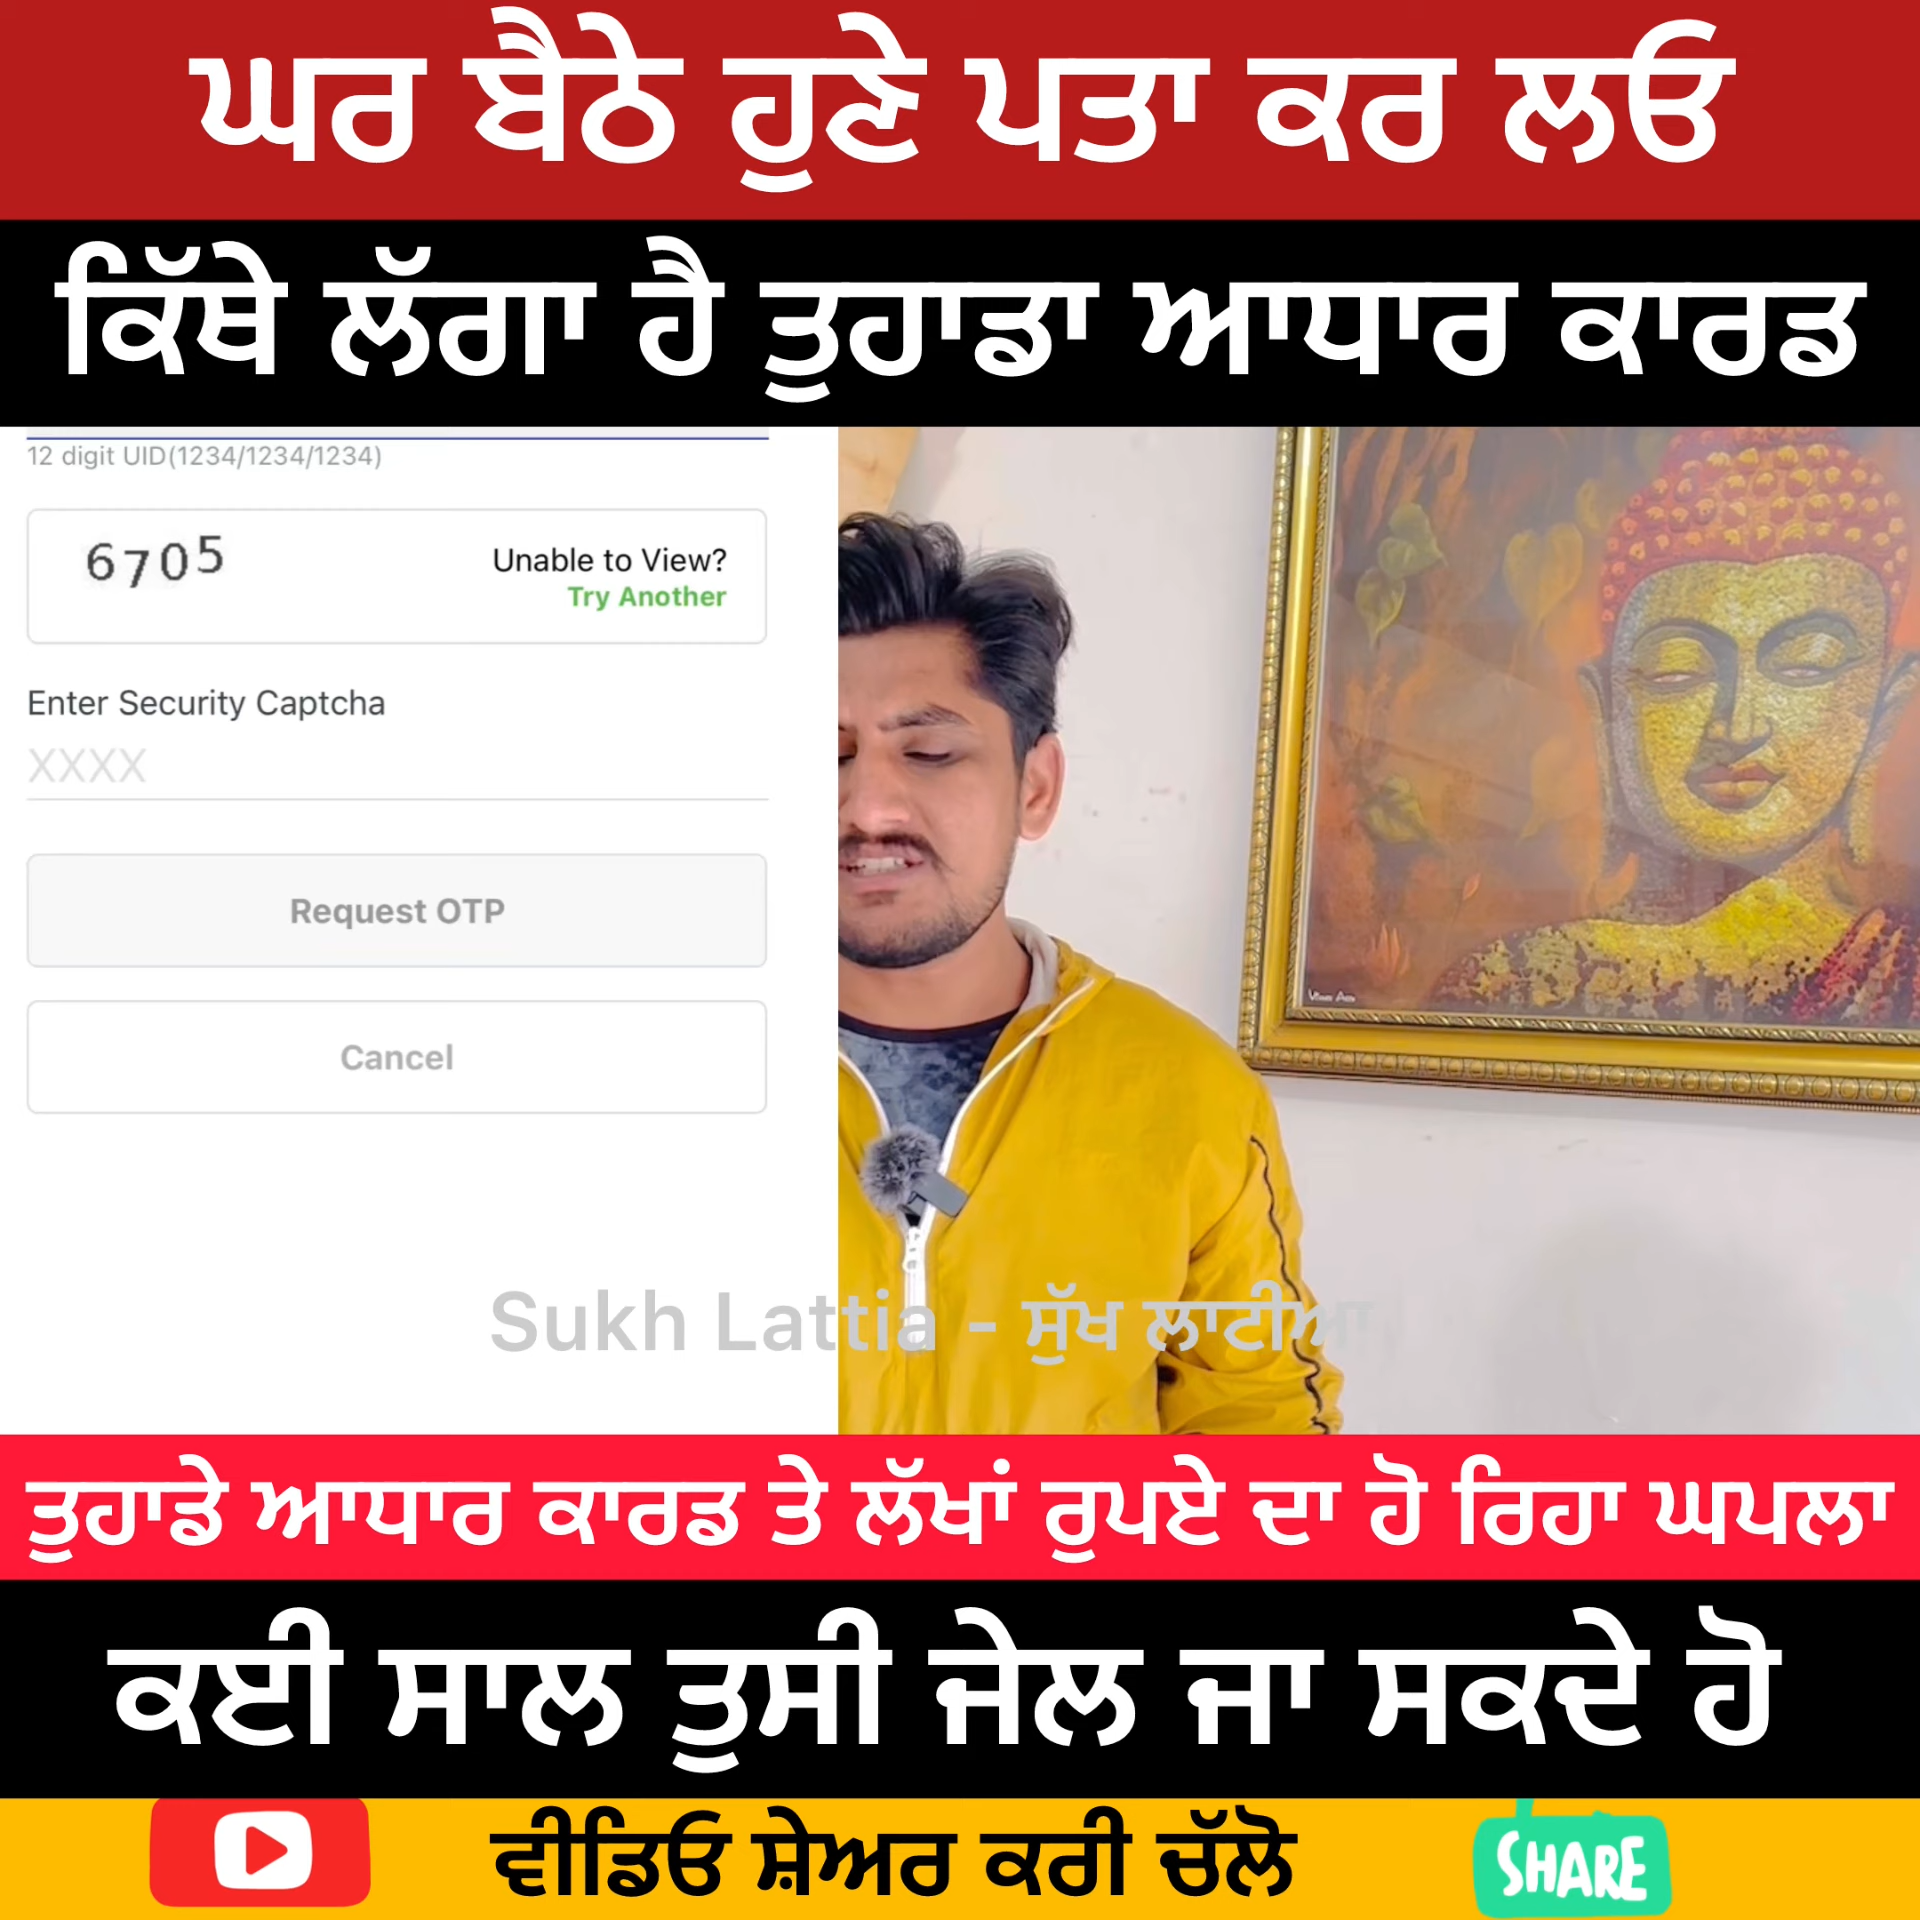 ਘਰ ਬੈਠੇ ਹੁਣੇ ਪਤਾ ਕਰ ਲਓ
ਕਿੱਥੇ ਲੱਗਾ ਹੈ ਤੁਹਾਡਾ ਆਧਾਰ ਕਾਰਡ
12 digit UID(1234/1234/1234)
6705
Unable to View?
Try Another
Enter Security Captcha
XXXX
Request OTP
Cancel
Sukh Lattia - ਸੁੱਖ ਲਾਟੀਆ
ਤੁਹਾਡੇ ਆਧਾਰ ਕਾਰਡ ਤੇ ਲੱਖਾਂ ਰੁਪਏ ਦਾ ਹੋ ਰਿਹਾ ਘਪਲਾ
ਕਈ ਸਾਲ ਤੁਸੀ ਜੇਲ ਜਾ ਸਕਦੇ ਹੋ
ਵੀਡਿਓ ਸ਼ੇਅਰ ਕਰੀ ਚੱਲੋ
SHARE